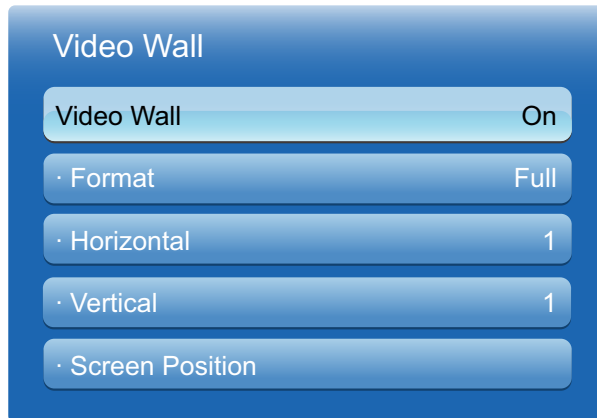 Video Wall
Video Wall On
· Format Full
· Horizontal 1
· Vertical 1
· Screen Position